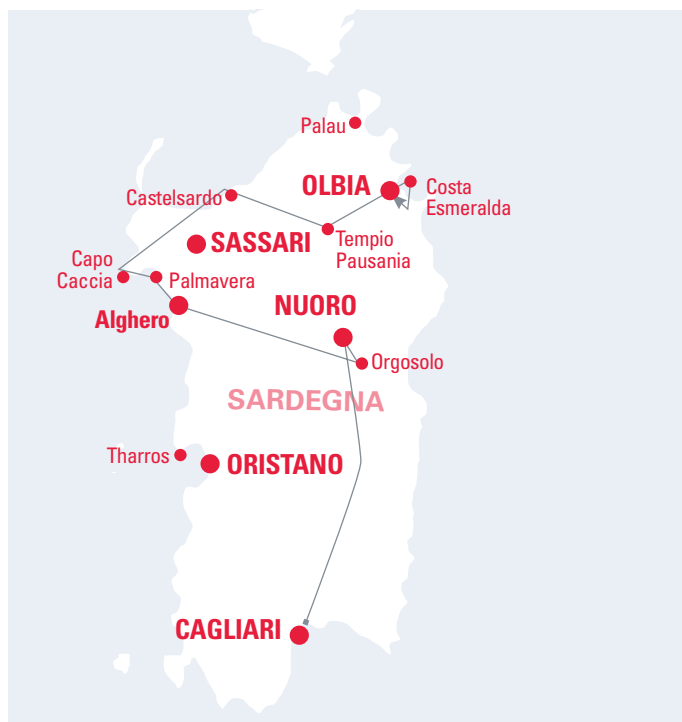 Palau
OLBIA
Costa
Esmeralda
Castelsardo
SASSARI
Tempio
Pausania
Capo
Caccia
Palmavera
NUORO
Alghero
Orgosolo
SARDEGNA
Tharros
ORISTANO
CAGLIARI